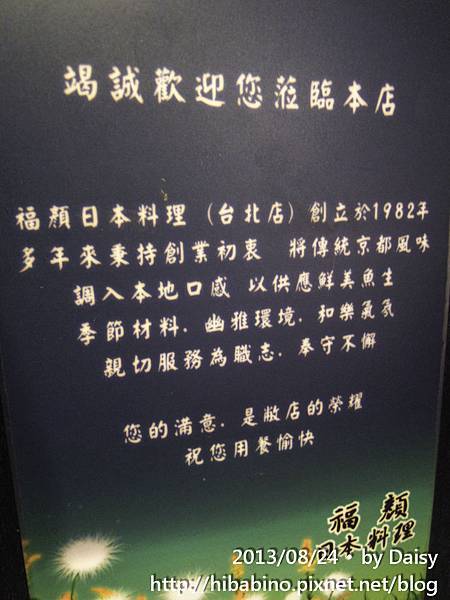 竭誠歡迎您蒞臨本店
福顏日本料理（台北店）創立於1982年
多年來秉持創業初衷 將傳統京都風味
調入本地口感 以供應鮮美魚生
季節材料，幽雅環境，和樂氣氛
親切服務為職志，奉守不懈
您的滿意，是敝店的榮耀
祝您用餐愉快
福 顏
日本料理
2013/08/24 by Daisy
http://hibabino.pixnet.net/blog